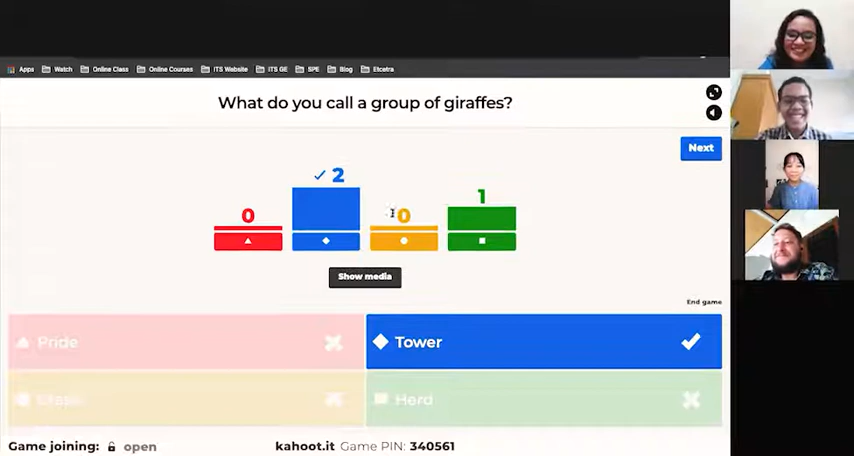 Apps Watch Online Class Online Courses ITS Website ITS GE SPE Blog Etcetra
What do you call a group of giraffes?
Next
0
2
0
1
Show media
End game
Pride
Tower
Herd
Game joining: open
kahoot.it Game PIN: 340561